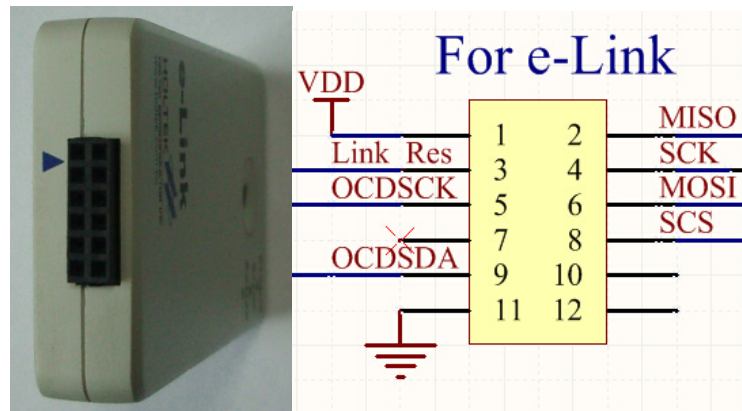 e-Link
HOLTEK
For e-Link
VDD
Link Res
OCDSCK
OCDSDA
1 2
3 4
5 6
7 8
9 10
11 12
MISO
SCK
MOSI
SCS